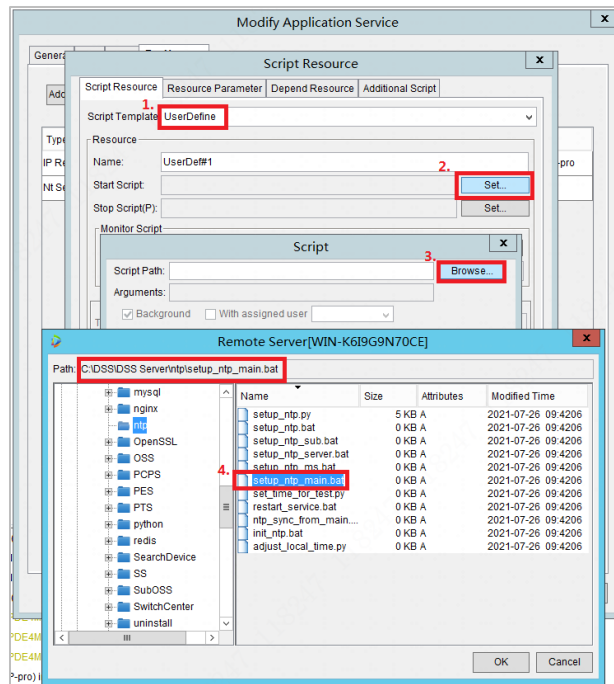 Modify Application Service
x
Genera
Script Resource
x
Add
Script Resource
Resource Parameter
Depend Resource
Additional Script
1.
Script Template
UserDefine
Type
Resource
IP Re
Name:
UserDef#1
-pro
2.
Nt Se
Start Script:
Set...
Stop Script(P):
Set...
Monitor Script
Script
x
3.
Script Path:
Browse...
Arguments:
Background
With assigned user
Remote Server[WIN-K6I9G9N70CE]
x
Path: C:\DSS\DSS Server\ntp\setup_ntp_main.bat
mysql
nginx
ntp
OpenSSL
OSS
PCPS
PES
PTS
python
redis
SearchDevice
SS
SubOSS
SwitchCenter
uninstall
Name Size Attributes Modified Time
setup_ntp.py 5 KB A 2021-07-26 09:4206
setup_ntp.bat 0 KB A 2021-07-26 09:4206
setup_ntp_sub.bat 0 KB A 2021-07-26 09:4206
setup_ntp_server.bat 0 KB A 2021-07-26 09:4206
setup_ntp_ms.bat 0 KB A 2021-07-26 09:4206
4.
setup_ntp_main.bat 0 KB A 2021-07-26 09:4206
set_time_for_test.py 0 KB A 2021-07-26 09:4206
restart_service.bat 0 KB A 2021-07-26 09:4206
ntp_sync_from_main.... 0 KB A 2021-07-26 09:4206
init_ntp.bat 0 KB A 2021-07-26 09:4206
adjust_local_time.py 0 KB A 2021-07-26 09:4206
OK
Cancel